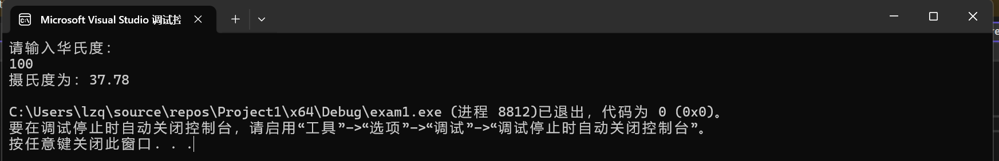 Microsoft Visual Studio 调试控
请输入华氏度：
100
摄氏度为：37.78
C:\Users\lzq\source\repos\Project1\x64\Debug\exam1.exe (进程 8812)已退出，代码为 0 (0x0)。
要在调试停止时自动关闭控制台，请启用“工具”->“选项”->“调试”->“调试停止时自动关闭控制台”。
按任意键关闭此窗口. . .